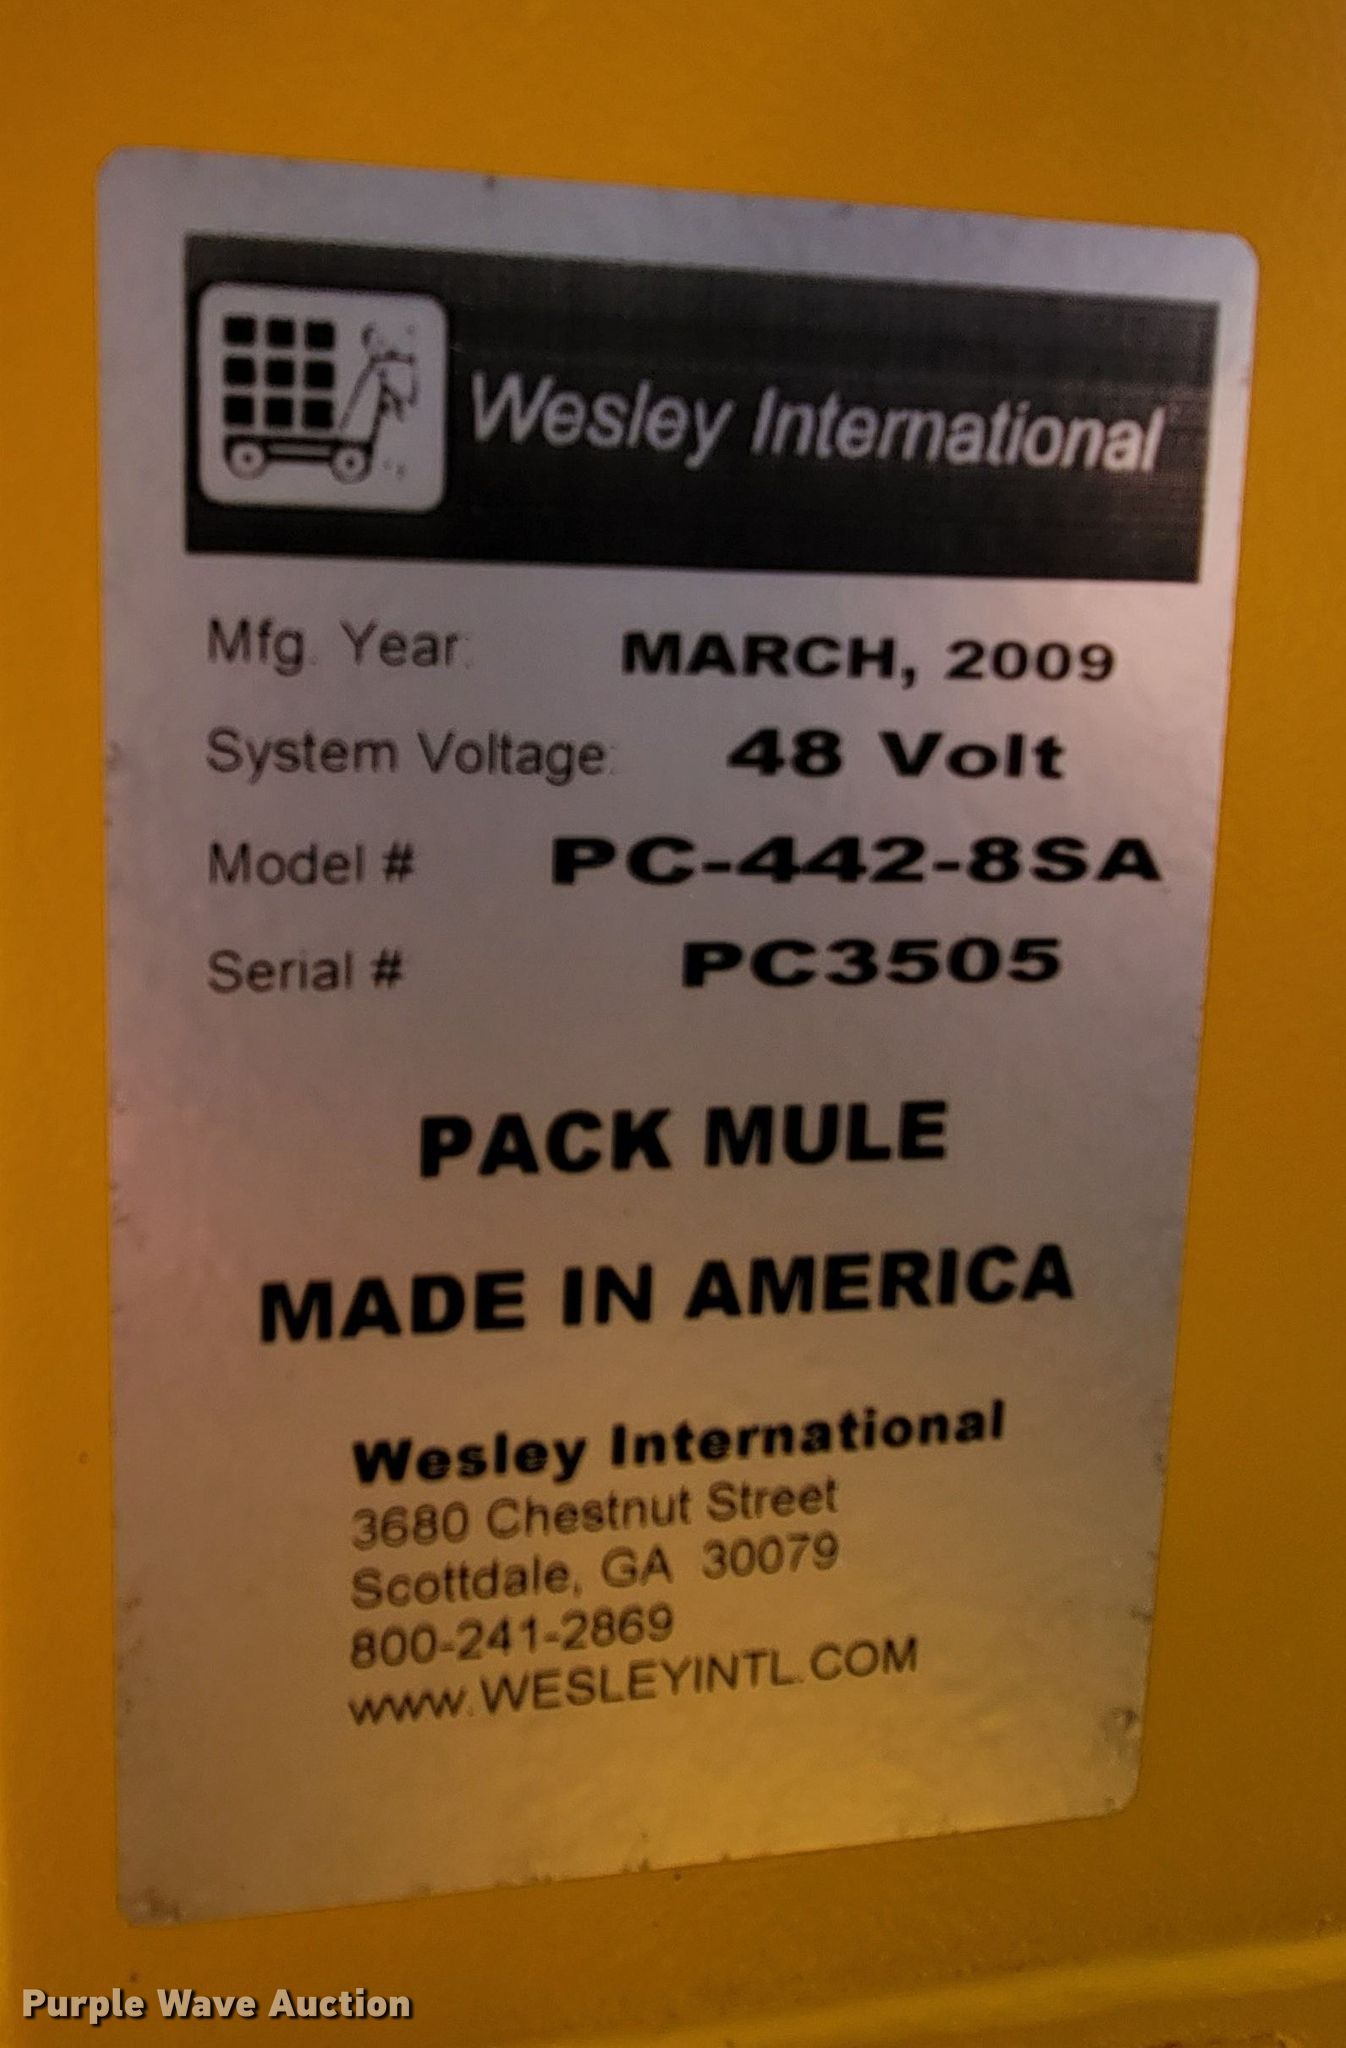 Wesley International
Mfg. Year: MARCH, 2009
System Voltage: 48 Volt
Model # PC-442-8SA
Serial # PC3505
PACK MULE
MADE IN AMERICA
Wesley International
3680 Chestnut Street
Scottdale, GA 30079
800-241-2869
www.WESLEYINTL.COM
Purple Wave Auction